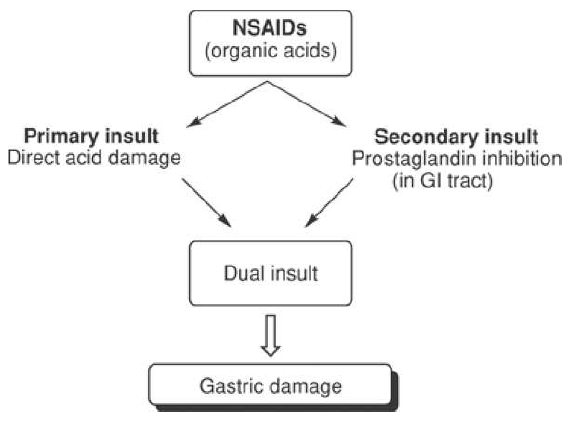 NSAIDs
(organic acids)
Primary insult
Direct acid damage
Secondary insult
Prostaglandin inhibition
(in GI tract)
Dual insult
Gastric damage